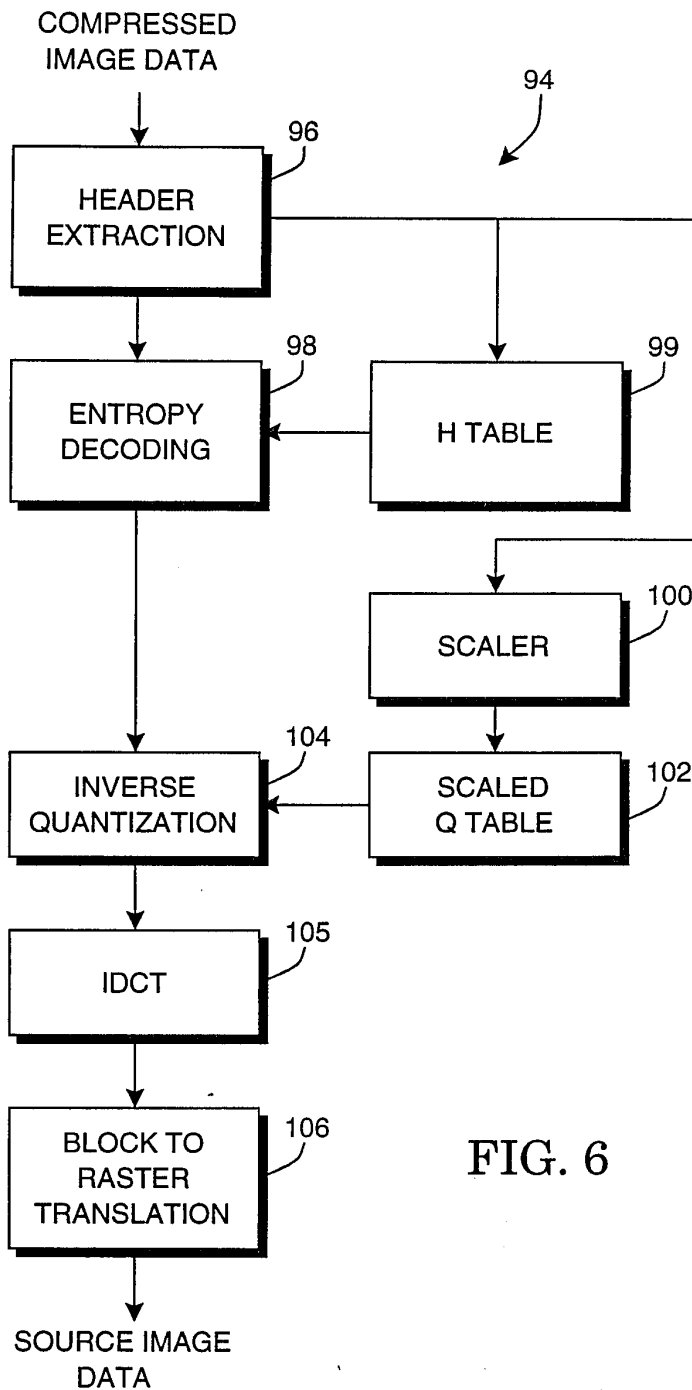 COMPRESSED
IMAGE DATA
94
96
HEADER
EXTRACTION
98
ENTROPY
DECODING
99
H TABLE
100
SCALER
104
INVERSE
QUANTIZATION
102
SCALED
Q TABLE
105
IDCT
106
BLOCK TO
RASTER
TRANSLATION
FIG. 6
SOURCE IMAGE
DATA